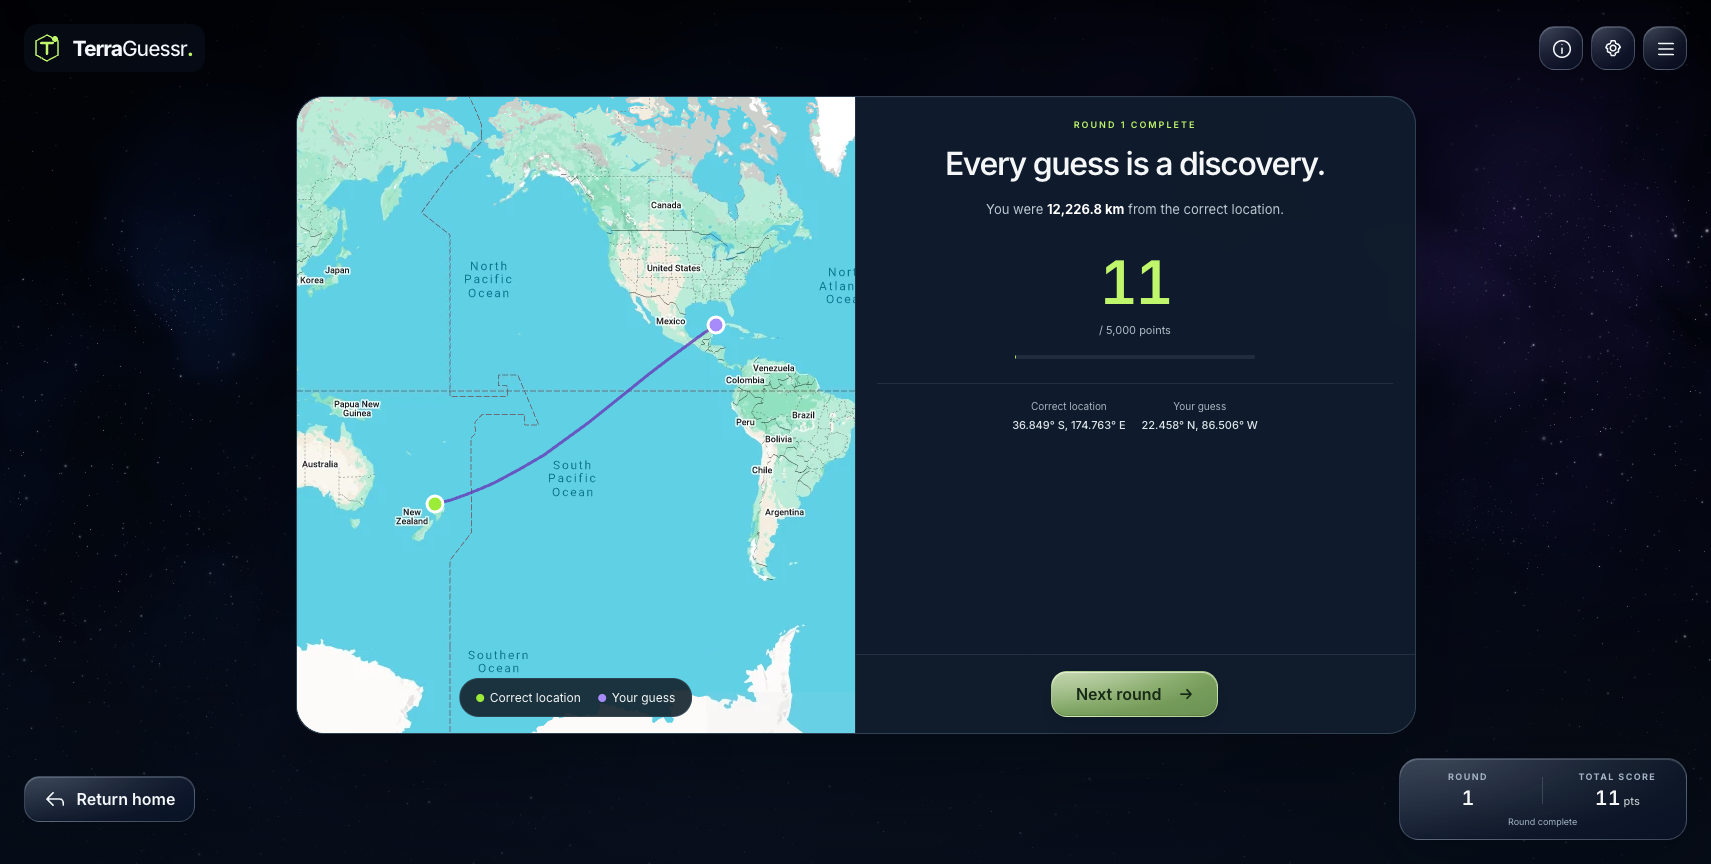 TerraGuessr.
Canada
North
Pacific
Ocean
Japan
Korea
United States
Nort
Atlan
Ocea
Mexico
Venezuela
Colombia
Papua New
Guinea
Brazil
Peru
Bolivia
Australia
South
Pacific
Ocean
Chile
New
Zealand
Argentina
Southern
Ocean
Correct location
Your guess
ROUND 1 COMPLETE
Every guess is a discovery.
You were 12,226.8 km from the correct location.
11
/ 5,000 points
Correct location
Your guess
36.849° S, 174.763° E
22.458° N, 86.506° W
Next round
Return home
ROUND
TOTAL SCORE
1
11 pts
Round complete